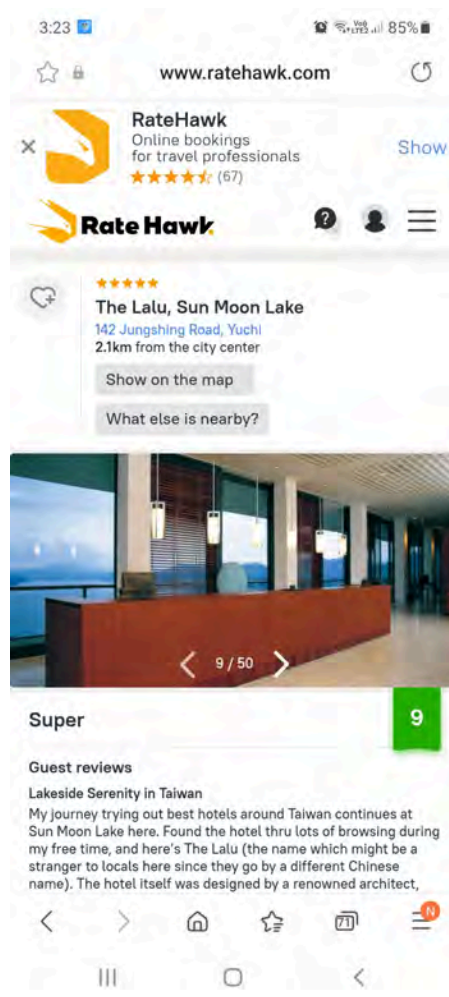 3:23
85%
www.ratehawk.com
RateHawk
Online bookings
for travel professionals
(67)
Show
Rate Hawk.
The Lalu, Sun Moon Lake
142 Jungshing Road, Yuchi
2.1km from the city center
Show on the map
What else is nearby?
9 / 50
Super
9
Guest reviews
Lakeside Serenity in Taiwan
My journey trying out best hotels around Taiwan continues at
Sun Moon Lake here. Found the hotel thru lots of browsing during
my free time, and here's The Lalu (the name which might be a
stranger to locals here since they go by a different Chinese
name). The hotel itself was designed by a renowned architect,
71
N